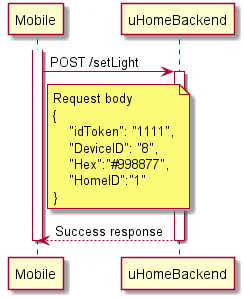 Mobile uHomeBackend
POST /setLight
Request body
{
"idToken": "1111",
"DeviceID": "8",
"Hex":"#998877",
"HomeID":"1"
}
Success response
Mobile uHomeBackend